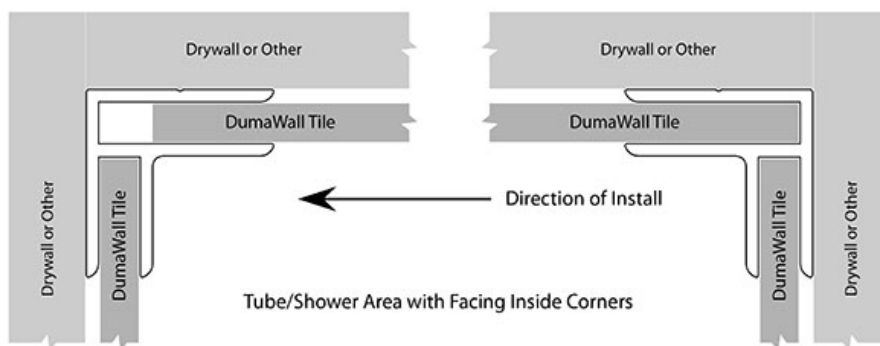 Drywall or Other
Drywall or Other
DumaWall Tile
DumaWall Tile
Drywall or Other
DumaWall Tile
Direction of Install
DumaWall Tile
Drywall or Other
Tube/Shower Area with Facing Inside Corners